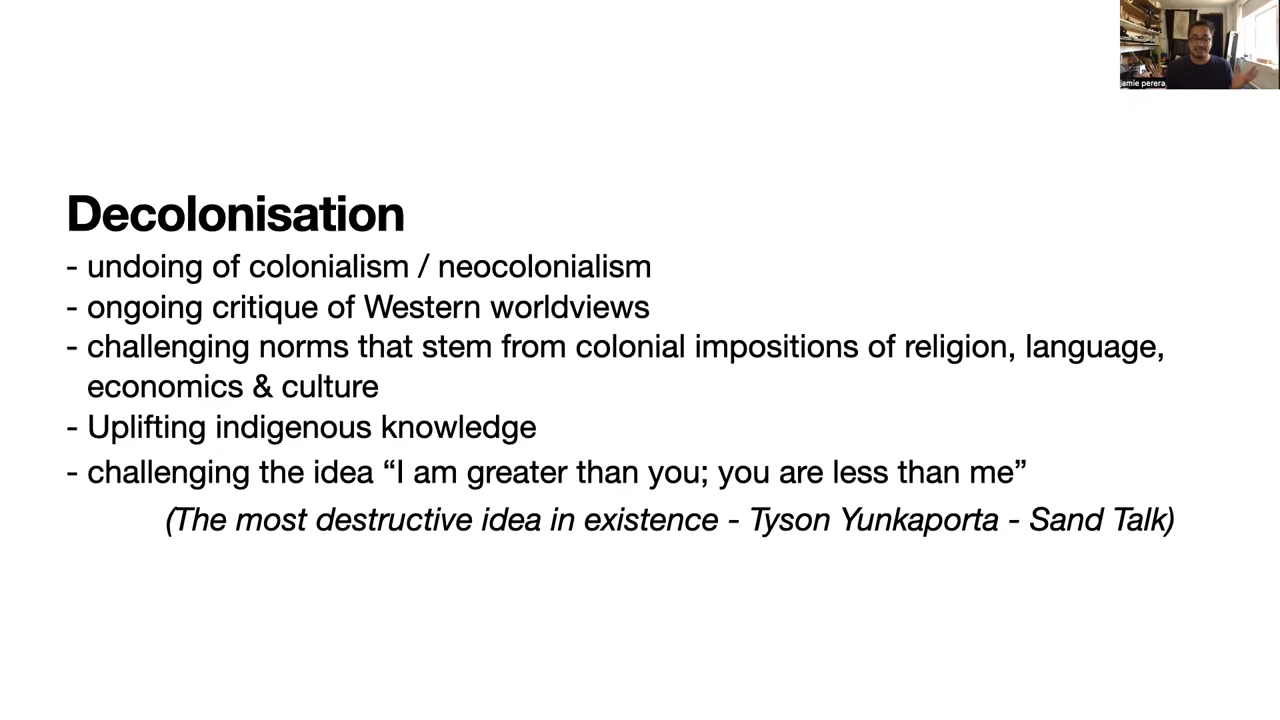 jamie perera
Decolonisation
- undoing of colonialism / neocolonialism
- ongoing critique of Western worldviews
- challenging norms that stem from colonial impositions of religion, language,
economics & culture
- Uplifting indigenous knowledge
- challenging the idea “I am greater than you; you are less than me”
(The most destructive idea in existence - Tyson Yunkaporta - Sand Talk)